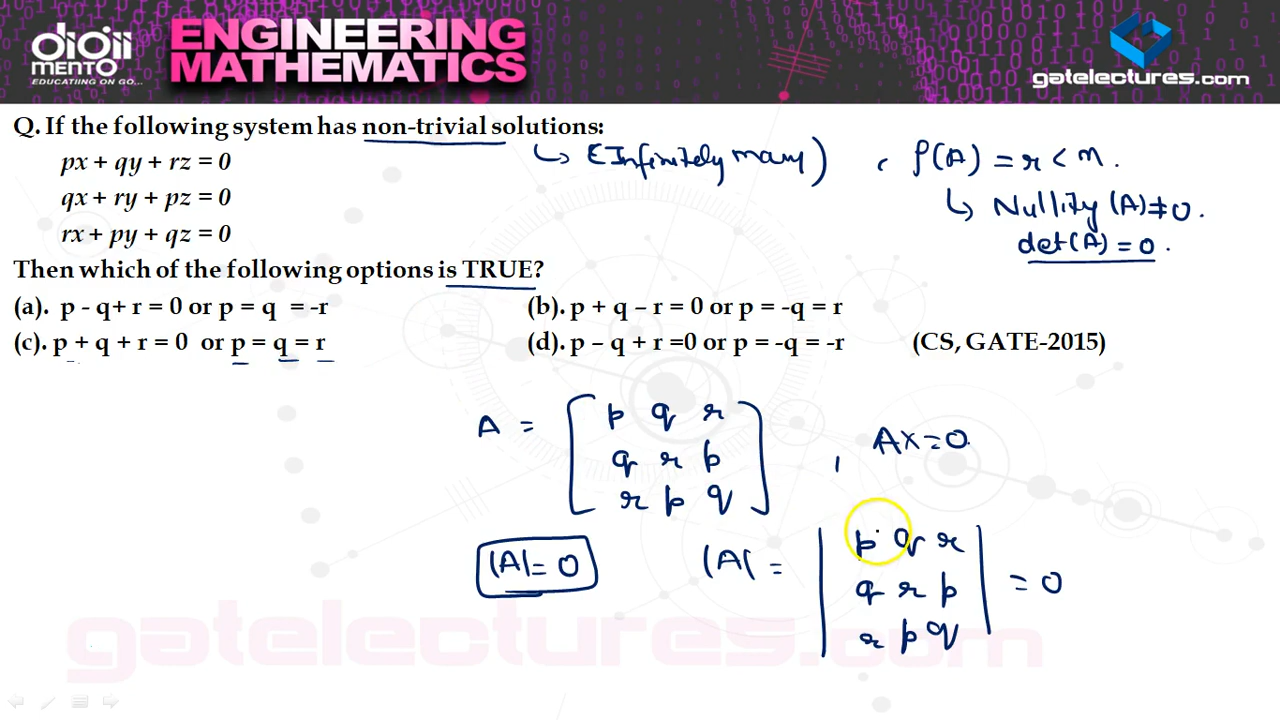 digii
MENTO
EDUCATIING ON GO...
ENGINEERING
MATHEMATICS
gatelectures.com
Q. If the following system has non-trivial solutions:
px + qy + rz = 0
qx + ry + pz = 0
rx + py + qz = 0
(Infinitely many) , ρ(A) = r < n.
Nullity (A) ≠ 0.
det(A) = 0.
Then which of the following options is TRUE?
(a). p - q+ r = 0 or p = q = -r
(b). p + q – r = 0 or p = -q = r
(c). p + q + r = 0 or p = q = r
(d). p – q + r =0 or p = -q = -r
(CS, GATE-2015)
A = [ p q r
q r p
r p q ] , AX = 0.
|A| = 0
|A| = | p q r
q r p
r p q | = 0
gatelectures.com